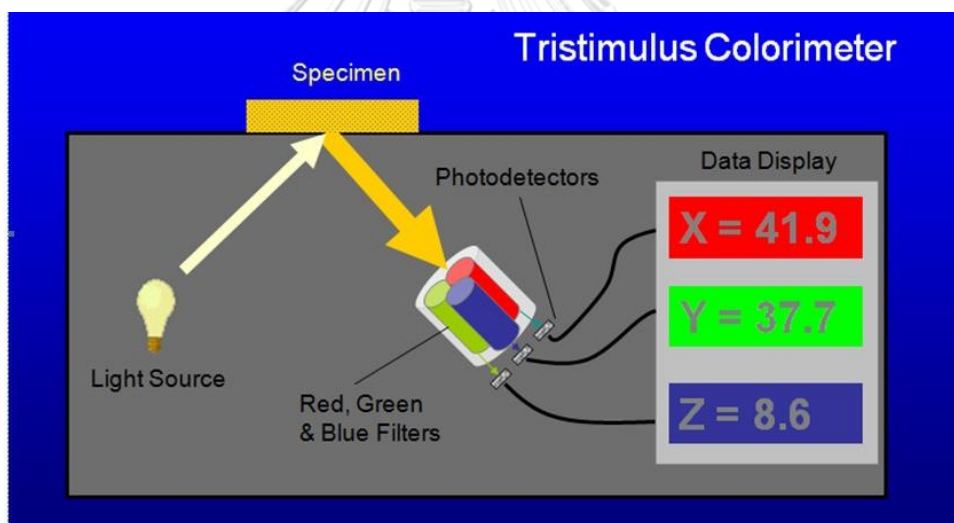 Tristimulus Colorimeter
Specimen
Photodetectors
Data Display
X = 41.9
Y = 37.7
Z = 8.6
Light Source
Red, Green
& Blue Filters